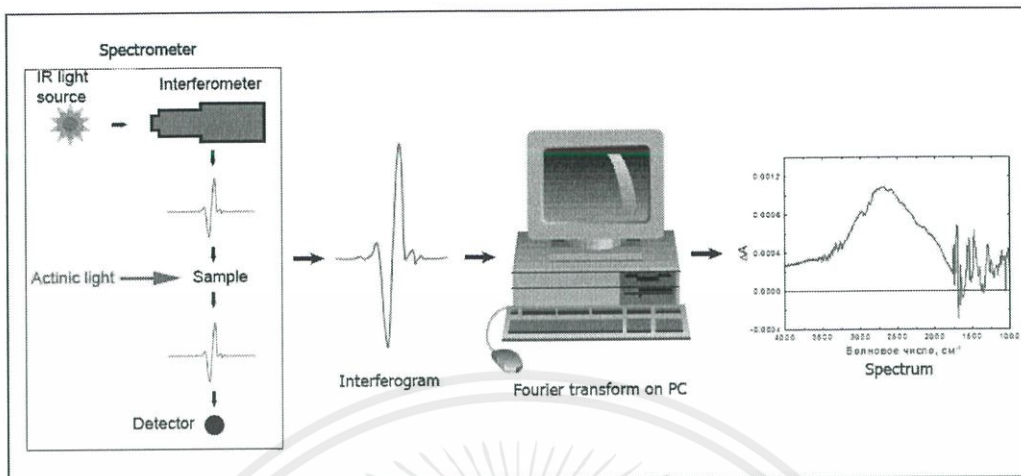 Spectrometer
IR light
source
Interferometer
Actinic light
Sample
Detector
Interferogram
Fourier transform on PC
ΔA
0.0012
0.0008
0.0004
0.0000
-0.0004
4000 3500 3000 2500 2000 1500 1000
Волновое число, см⁻¹
Spectrum